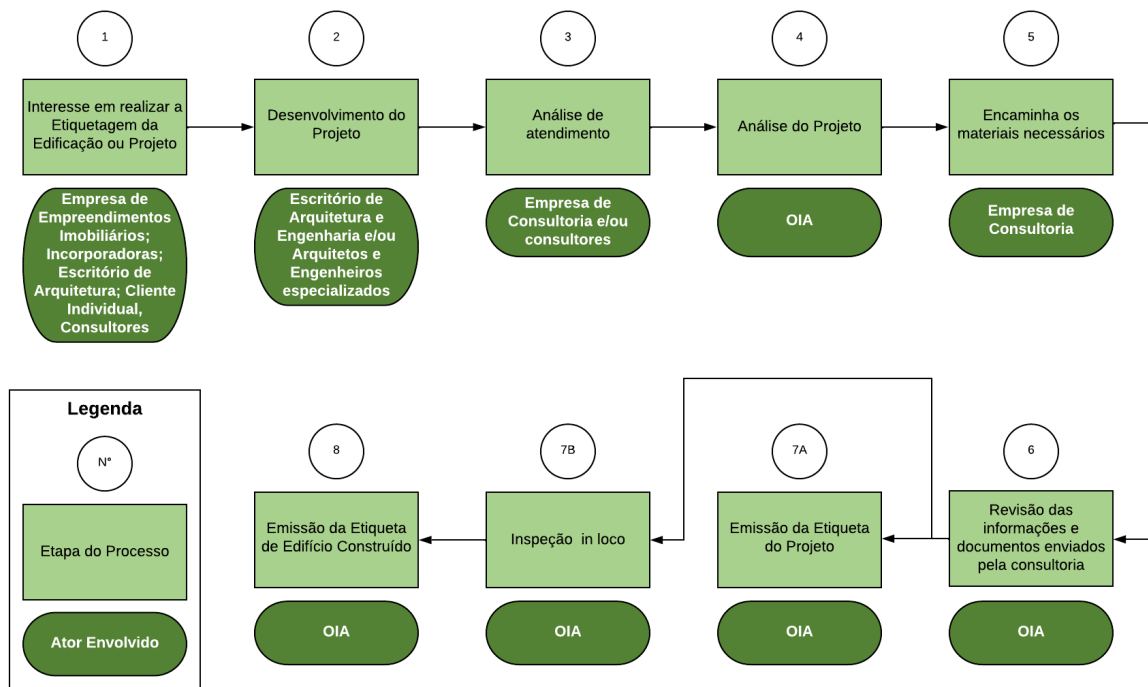 1
2
3
4
5
Interesse em realizar a
Etiquetagem da
Edificação ou Projeto
Desenvolvimento do
Projeto
Análise de
atendimento
Análise do Projeto
Encaminha os
materiais necessários
Empresa de
Empreendimentos
Imobiliários;
Incorporadoras;
Escritório de
Arquitetura; Cliente
Individual,
Consultores
Escritório de
Arquitetura e
Engenharia e/ou
Arquitetos e
Engenheiros
especializados
Empresa de
Consultoria e/ou
consultores
OIA
Empresa de
Consultoria
Legenda
N°
Etapa do Processo
Ator Envolvido
8
7B
7A
6
Emissão da Etiqueta
de Edifício Construído
Inspeção in loco
Emissão da Etiqueta
do Projeto
Revisão das
informações e
documentos enviados
pela consultoria
OIA
OIA
OIA
OIA